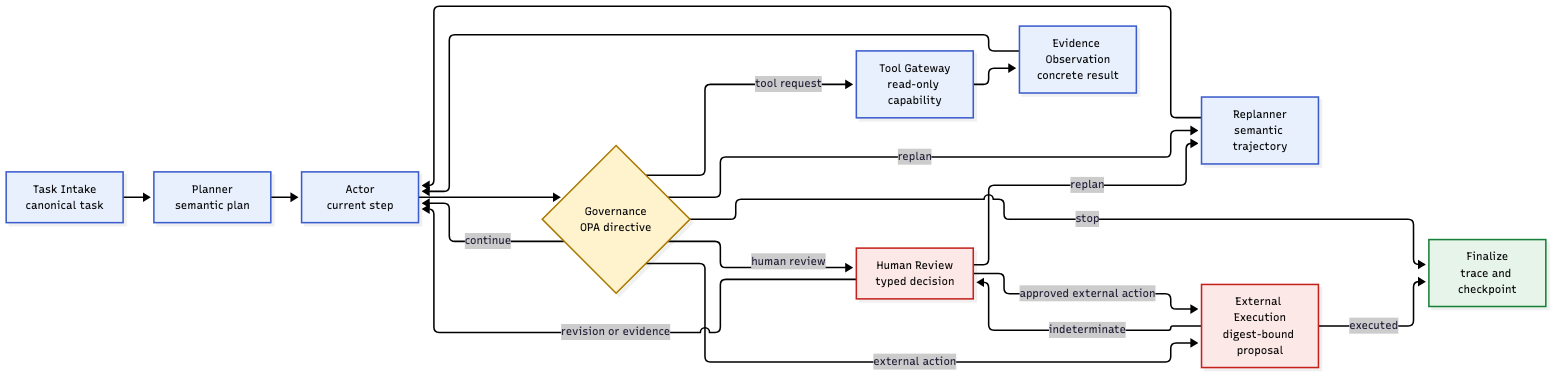 Task Intake
canonical task
Planner
semantic plan
Actor
current step
Governance
OPA directive
continue
tool request
Tool Gateway
read-only
capability
Evidence
Observation
concrete result
replan
Replanner
semantic
trajectory
replan
stop
human review
Human Review
typed decision
revision or evidence
approved external action
indeterminate
external action
External
Execution
digest-bound
proposal
executed
Finalize
trace and
checkpoint